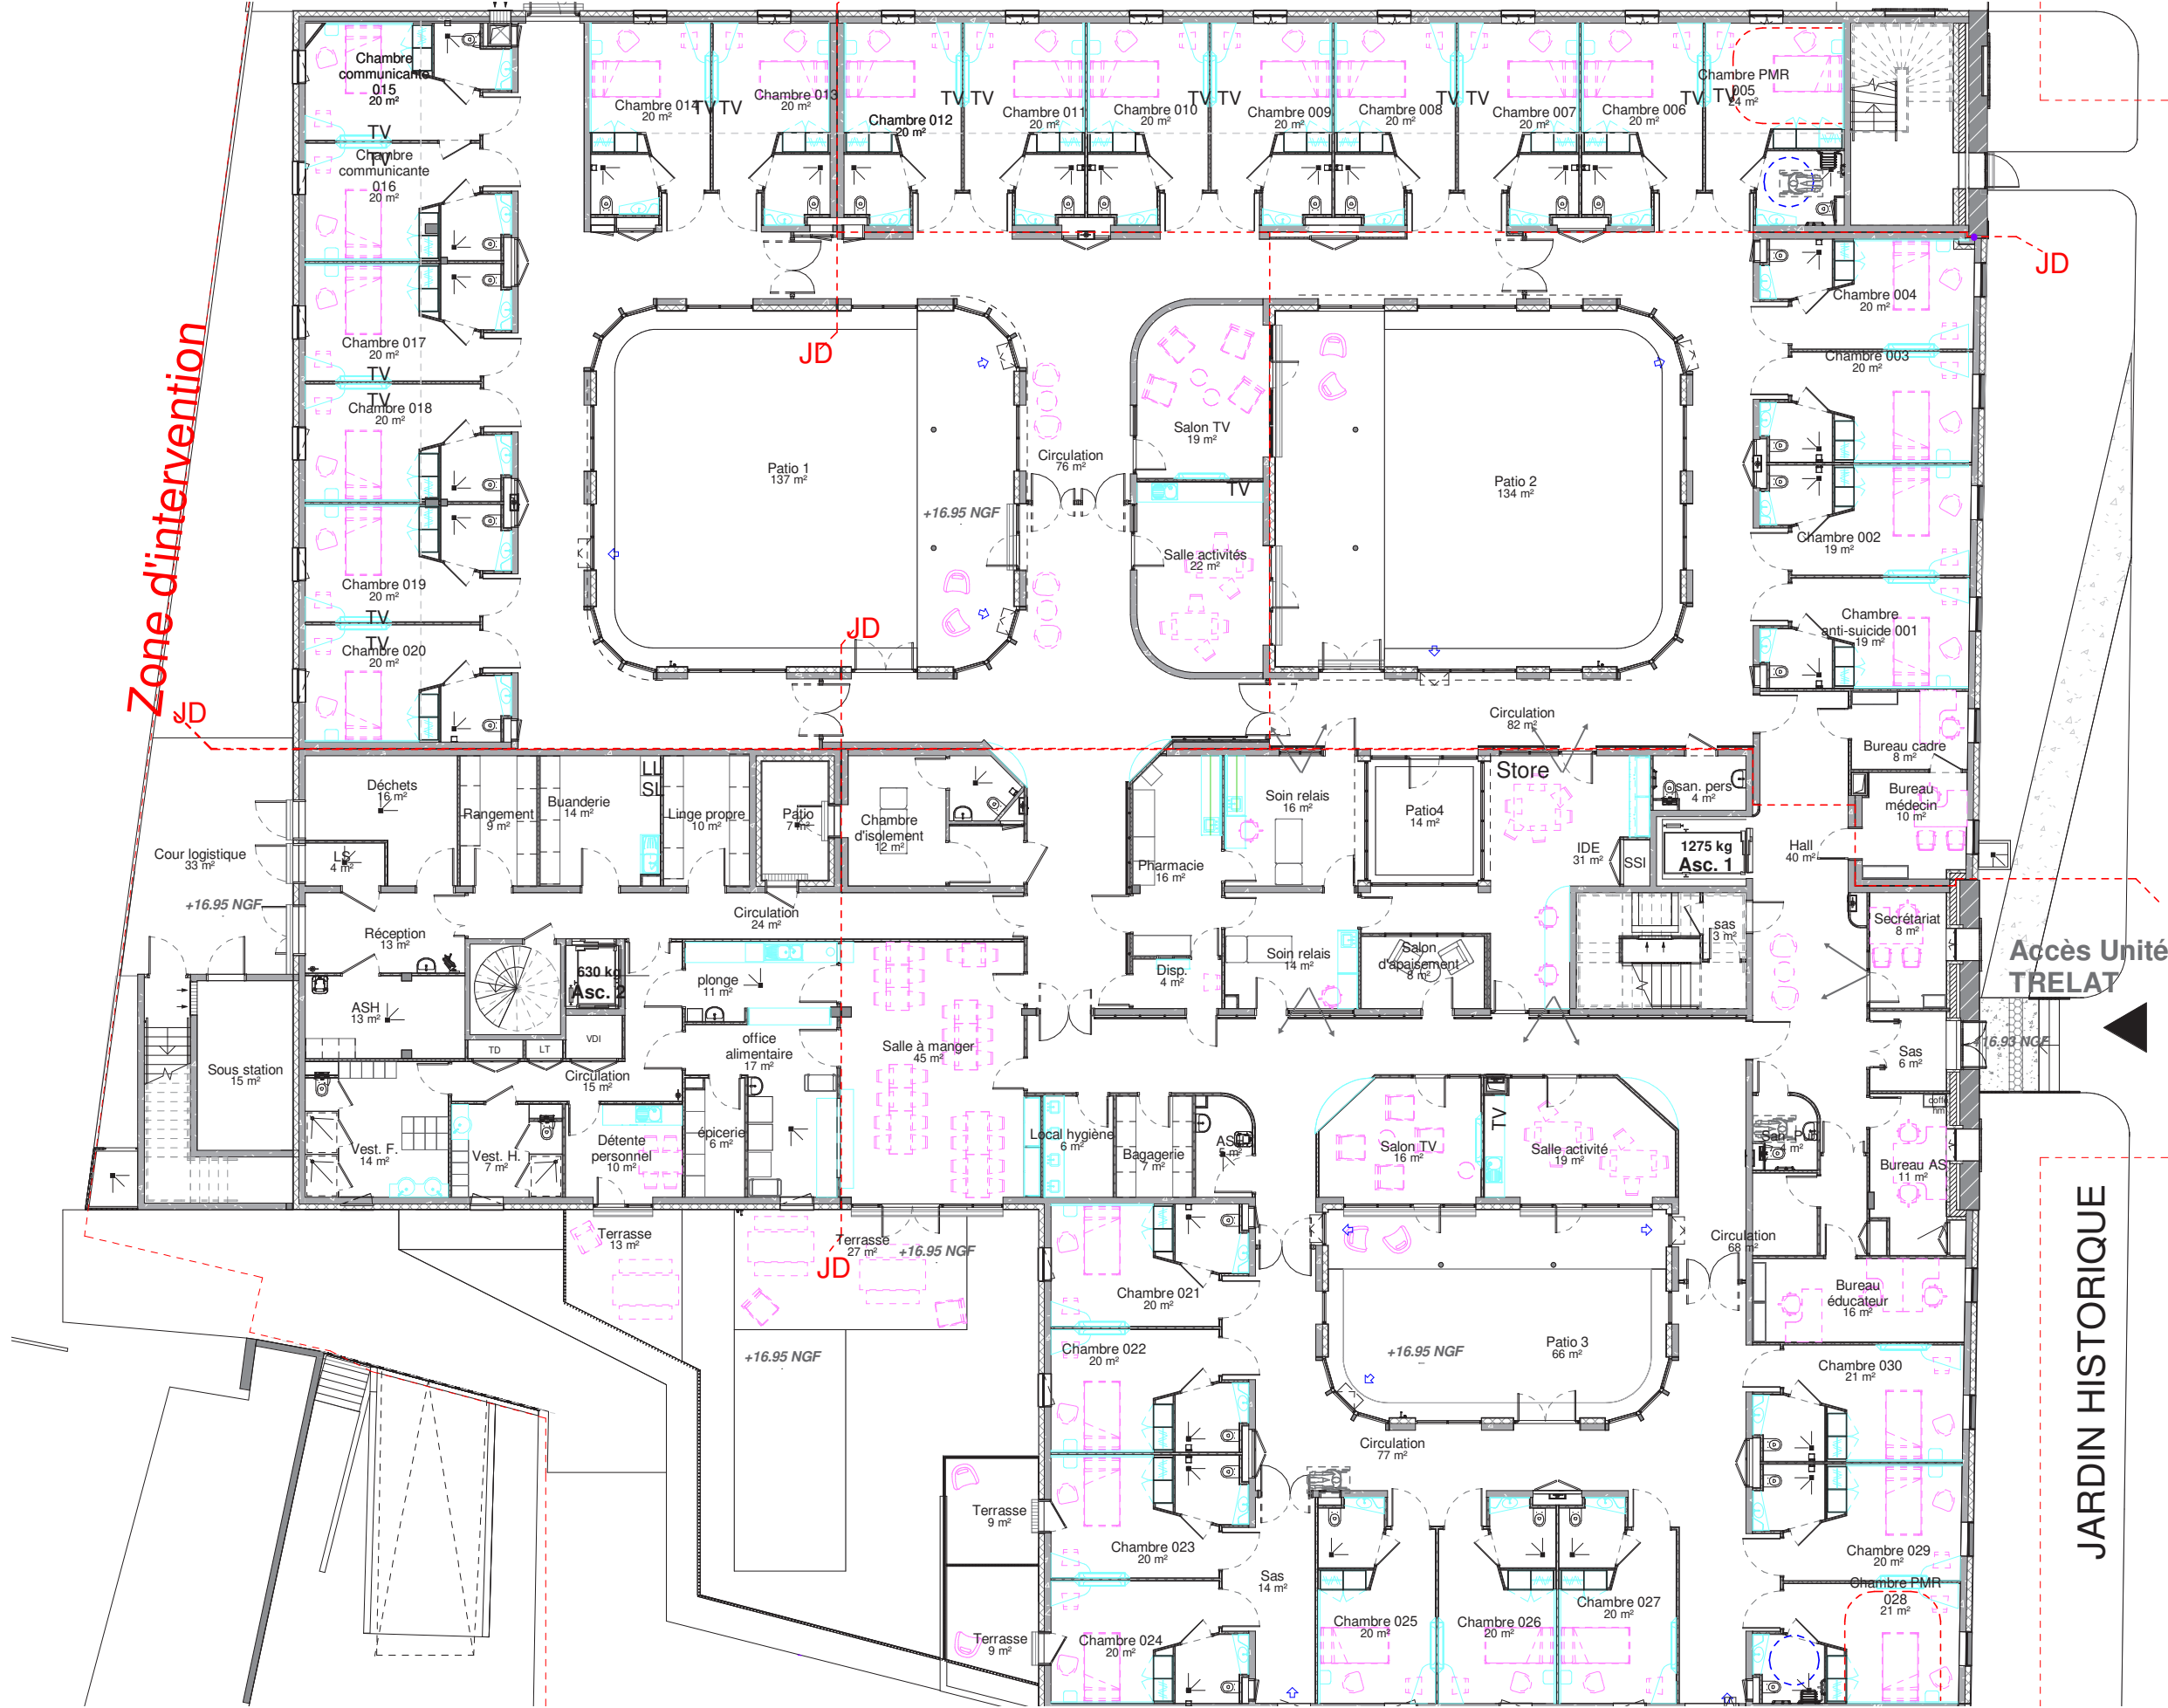 Chambre
communicante
015
20 m²
TV
TV
Chambre
communicante
016
20 m²
Chambre 014
20 m²
TV TV
Chambre 013
20 m²
Chambre 012
20 m²
TV TV
Chambre 011
20 m²
Chambre 010
20 m²
TV TV
Chambre 009
20 m²
Chambre 008
20 m²
TV TV
Chambre 007
20 m²
Chambre 006
20 m²
TV TV
Chambre PMR
005
24 m²
JD
Chambre 004
20 m²
Chambre 003
20 m²
Chambre 002
19 m²
Chambre
anti-suicide 001
19 m²
Chambre 017
20 m²
TV
TV
Chambre 018
20 m²
Chambre 019
20 m²
TV
TV
Chambre 020
20 m²
Zone d'intervention
JD
JD
JD
Patio 1
137 m²
+16.95 NGF
Circulation
76 m²
Salon TV
19 m²
TV
Salle activités
22 m²
Patio 2
134 m²
Circulation
82 m²
Bureau cadre
8 m²
Bureau
médecin
10 m²
Déchets
16 m²
LS
4 m²
Rangement
9 m²
Buanderie
14 m²
LL
SL
Linge propre
10 m²
Patio
7 m²
Chambre
d'isolement
12 m²
Pharmacie
16 m²
Soin relais
16 m²
Patio4
14 m²
Store
IDE
31 m²
SSI
san. pers
4 m²
1275 kg
Asc. 1
Hall
40 m²
Cour logistique
33 m²
+16.95 NGF
Réception
13 m²
Circulation
24 m²
ASH
13 m²
630 kg
Asc. 2
TD
LT
VDI
plonge
11 m²
office
alimentaire
17 m²
Salle à manger
45 m²
Disp.
4 m²
Soin relais
14 m²
Salon
d'apaisement
8 m²
sas
3 m²
Secrétariat
8 m²
Accès Unité
TRELAT
+16.93 NGF
Sas
6 m²
Sous station
15 m²
Circulation
15 m²
Vest. F.
14 m²
Vest. H.
7 m²
Détente
personnel
10 m²
épicerie
6 m²
Local hygiène
6 m²
Bagagerie
7 m²
Salon TV
16 m²
TV
Salle activité
19 m²
Bureau AS
11 m²
Terrasse
13 m²
Terrasse
27 m²
+16.95 NGF
JD
+16.95 NGF
Chambre 021
20 m²
Chambre 022
20 m²
Chambre 023
20 m²
Chambre 024
20 m²
Circulation
68 m²
Bureau
éducateur
16 m²
Patio 3
66 m²
+16.95 NGF
Circulation
77 m²
Chambre 030
21 m²
Chambre 029
20 m²
Chambre PMR
028
21 m²
JARDIN HISTORIQUE
Terrasse
9 m²
Terrasse
9 m²
Sas
14 m²
Chambre 025
20 m²
Chambre 026
20 m²
Chambre 027
20 m²